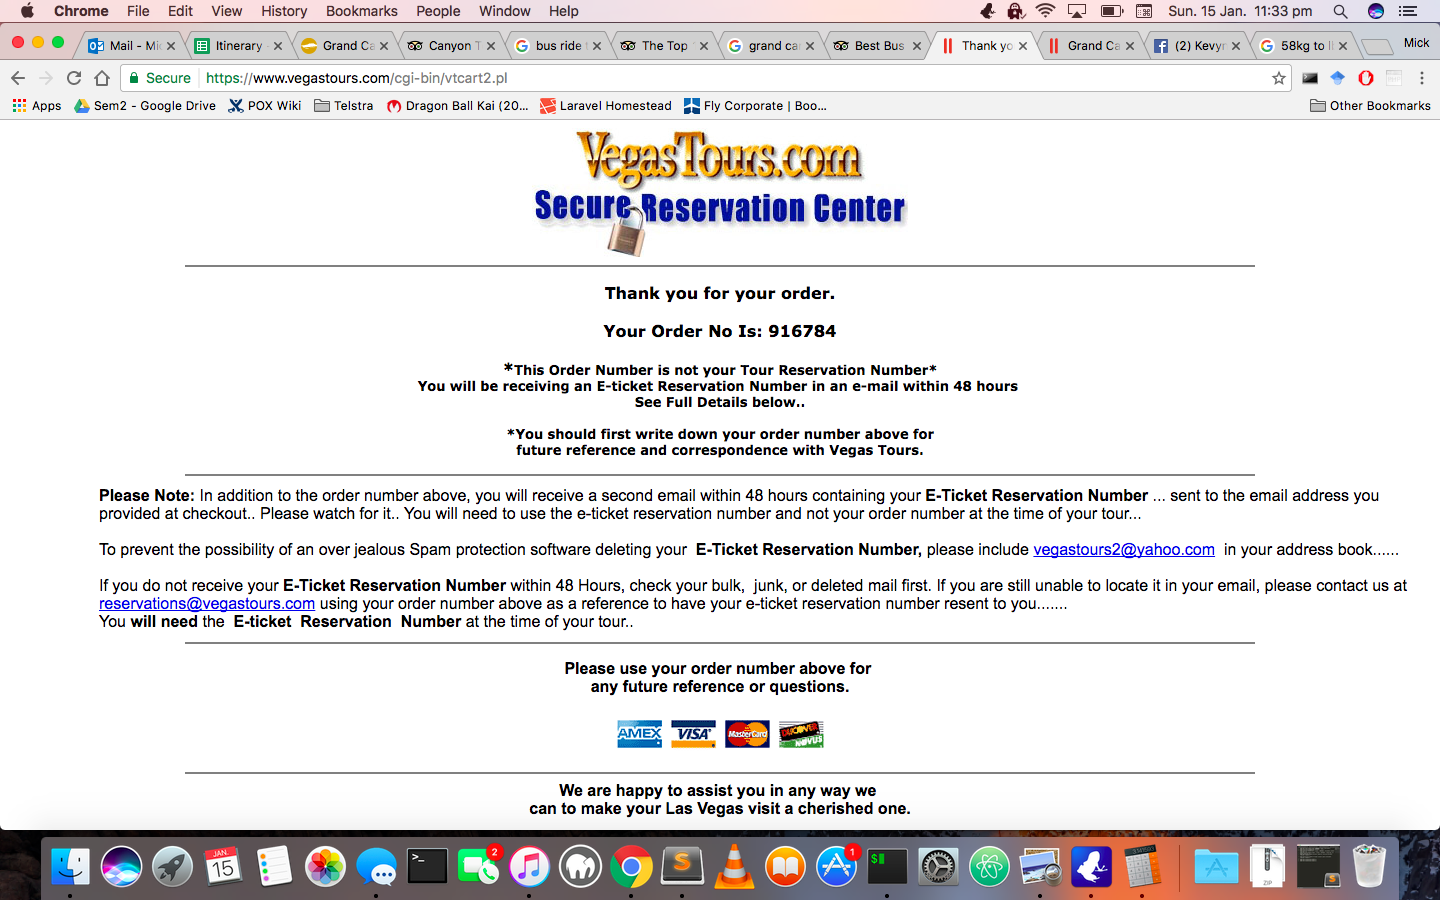 Chrome File Edit View History Bookmarks People Window Help Sun. 15 Jan. 11:33 pm
Mail - Mic Itinerary Grand Ca Canyon T bus ride The Top grand ca Best Bus Thank yo Grand Ca (2) Kevyr 58kg to Mick
Secure https://www.vegastours.com/cgi-bin/vtcart2.pl
Apps Sem2 - Google Drive POX Wiki Telstra Dragon Ball Kai (20... Laravel Homestead Fly Corporate | Boo... Other Bookmarks
VegasTours.com
Secure Reservation Center
Thank you for your order.
Your Order No Is: 916784
*This Order Number is not your Tour Reservation Number*
You will be receiving an E-ticket Reservation Number in an e-mail within 48 hours
See Full Details below..
*You should first write down your order number above for
future reference and correspondence with Vegas Tours.
Please Note: In addition to the order number above, you will receive a second email within 48 hours containing your E-Ticket Reservation Number ... sent to the email address you
provided at checkout.. Please watch for it.. You will need to use the e-ticket reservation number and not your order number at the time of your tour...
To prevent the possibility of an over jealous Spam protection software deleting your E-Ticket Reservation Number, please include vegastours2@yahoo.com in your address book......
If you do not receive your E-Ticket Reservation Number within 48 Hours, check your bulk, junk, or deleted mail first. If you are still unable to locate it in your email, please contact us at
reservations@vegastours.com using your order number above as a reference to have your e-ticket reservation number resent to you.......
You will need the E-ticket Reservation Number at the time of your tour..
Please use your order number above for
any future reference or questions.
AMEX VISA MasterCard DISCOVER NOVUS
We are happy to assist you in any way we
can to make your Las Vegas visit a cherished one.
JAN. 15 2 1 ZIP